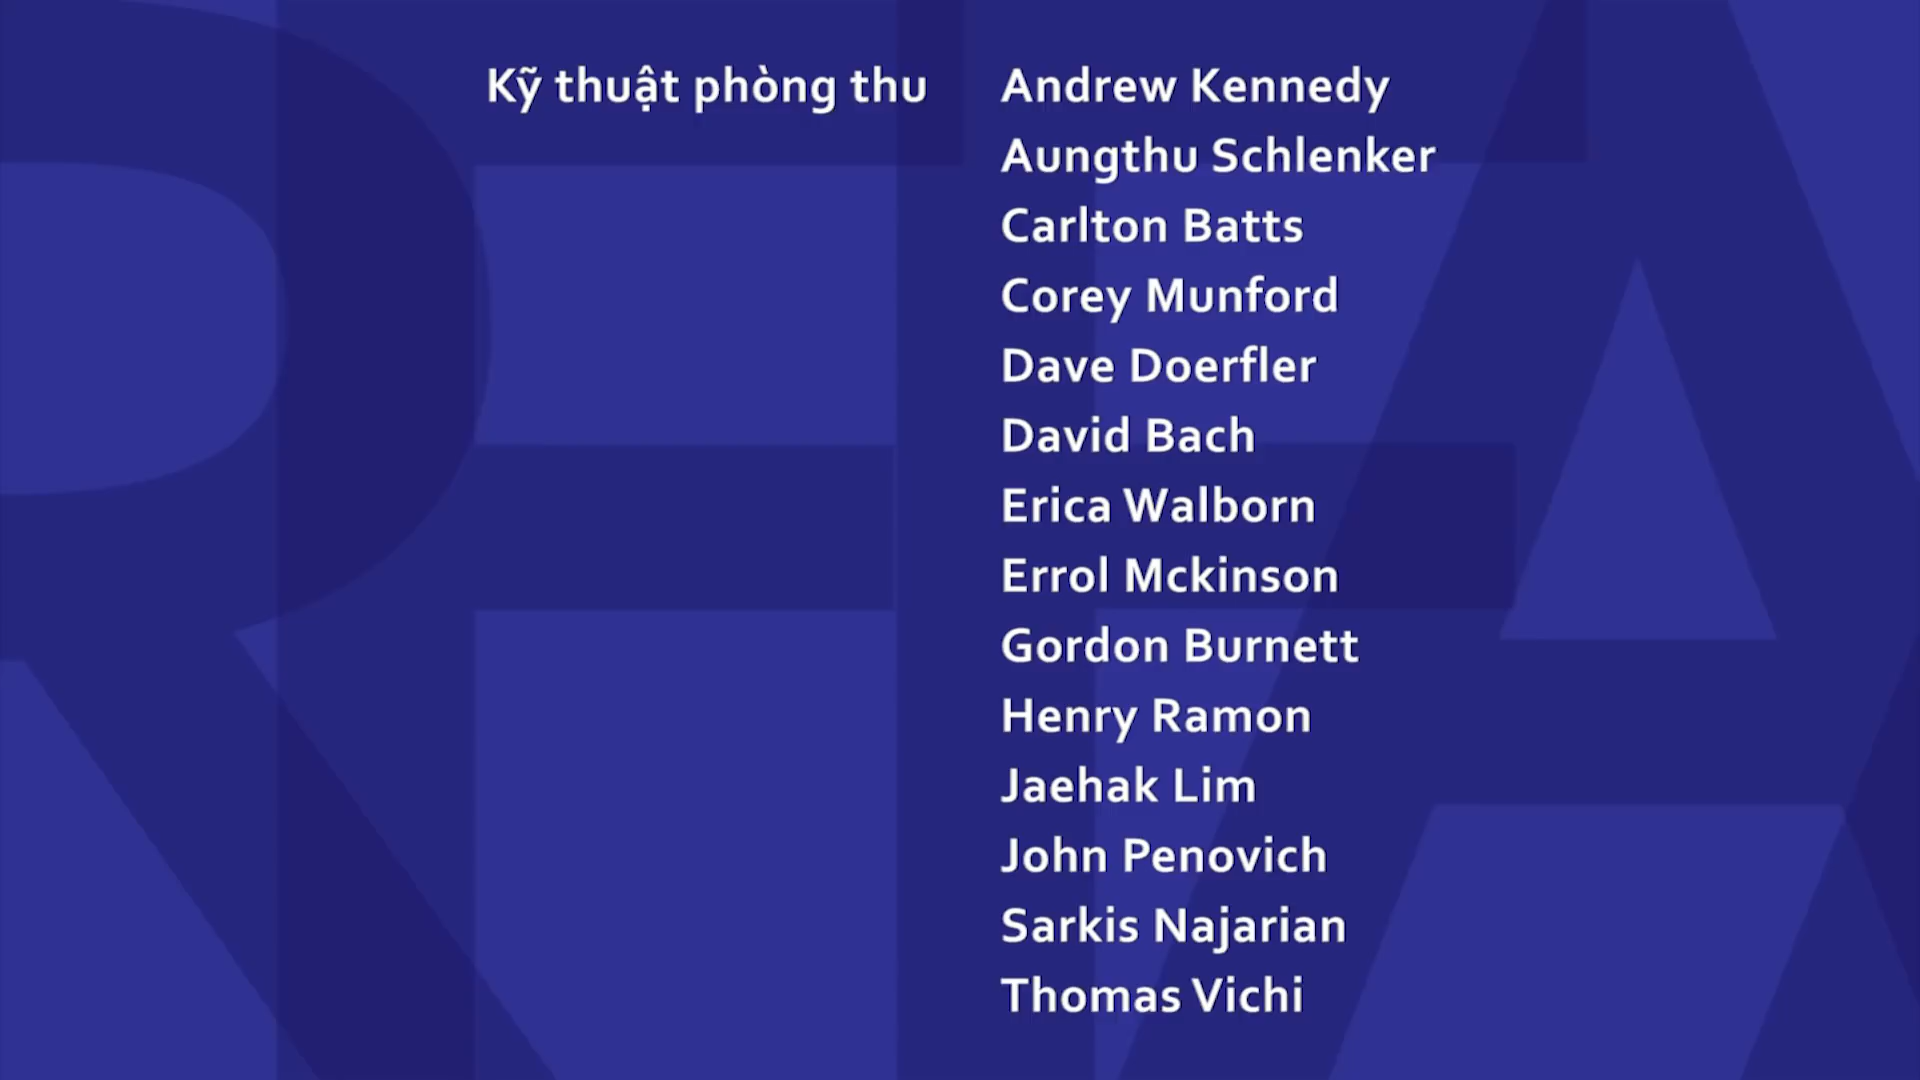 Kỹ thuật phòng thu Andrew Kennedy
Aungthu Schlenker
Carlton Batts
Corey Munford
Dave Doerfler
David Bach
Erica Walborn
Errol Mckinson
Gordon Burnett
Henry Ramon
Jaehak Lim
John Penovich
Sarkis Najarian
Thomas Vichi